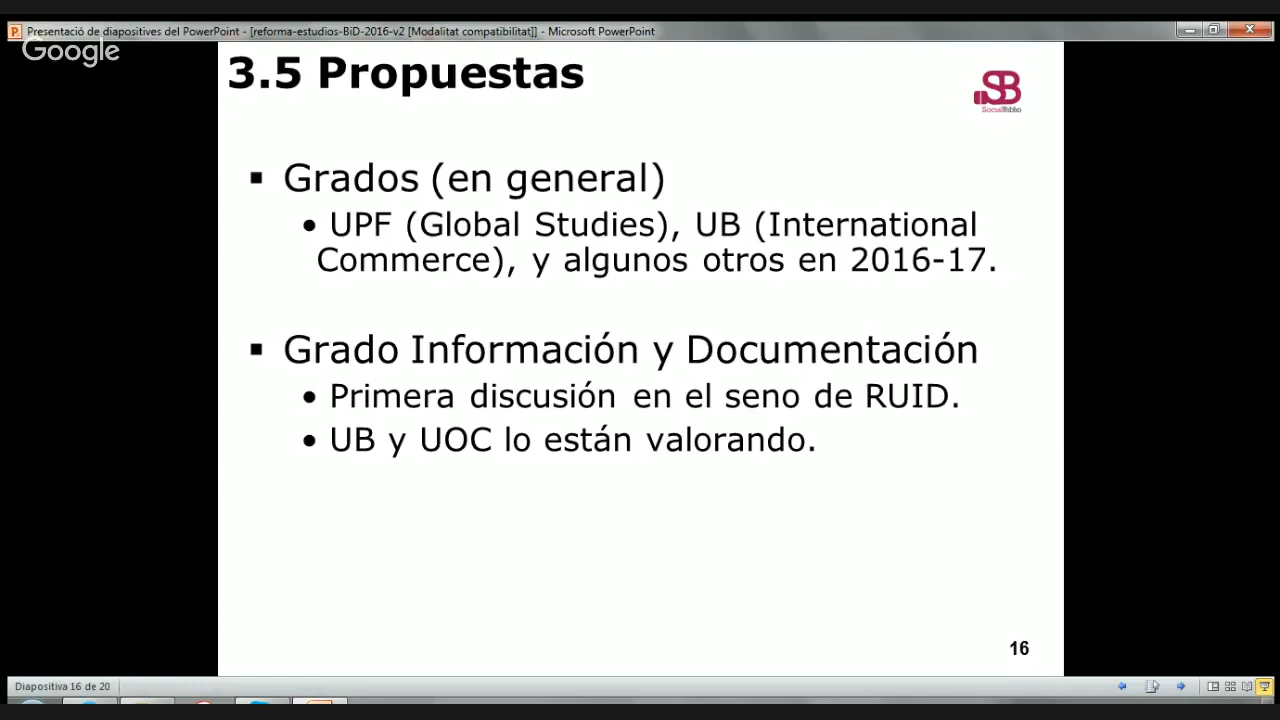 Presentació de diapositives del PowerPoint - [reforma-estudios-BiD-2016-v2 [Modalitat compatibilitat]] - Microsoft PowerPoint
Google
3.5 Propuestas
SB
SocialBiblio
▪ Grados (en general)
• UPF (Global Studies), UB (International
Commerce), y algunos otros en 2016-17.
▪ Grado Información y Documentación
• Primera discusión en el seno de RUID.
• UB y UOC lo están valorando.
16
Diapositiva 16 de 20